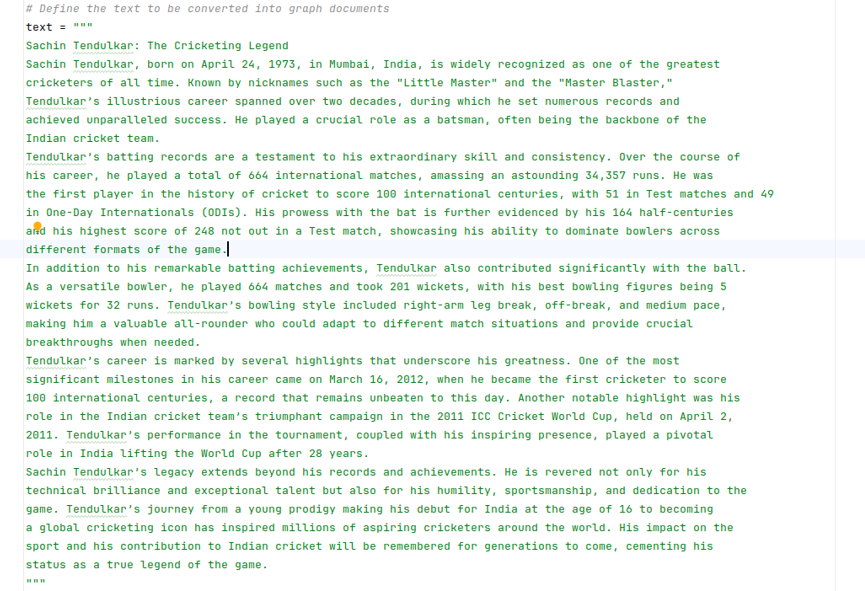 # Define the text to be converted into graph documents
text = """
Sachin Tendulkar: The Cricketing Legend
Sachin Tendulkar, born on April 24, 1973, in Mumbai, India, is widely recognized as one of the greatest
cricketers of all time. Known by nicknames such as the "Little Master" and the "Master Blaster,"
Tendulkar's illustrious career spanned over two decades, during which he set numerous records and
achieved unparalleled success. He played a crucial role as a batsman, often being the backbone of the
Indian cricket team.
Tendulkar's batting records are a testament to his extraordinary skill and consistency. Over the course of
his career, he played a total of 664 international matches, amassing an astounding 34,357 runs. He was
the first player in the history of cricket to score 100 international centuries, with 51 in Test matches and 49
in One-Day Internationals (ODIs). His prowess with the bat is further evidenced by his 164 half-centuries
and his highest score of 248 not out in a Test match, showcasing his ability to dominate bowlers across
different formats of the game.
In addition to his remarkable batting achievements, Tendulkar also contributed significantly with the ball.
As a versatile bowler, he played 664 matches and took 201 wickets, with his best bowling figures being 5
wickets for 32 runs. Tendulkar's bowling style included right-arm leg break, off-break, and medium pace,
making him a valuable all-rounder who could adapt to different match situations and provide crucial
breakthroughs when needed.
Tendulkar's career is marked by several highlights that underscore his greatness. One of the most
significant milestones in his career came on March 16, 2012, when he became the first cricketer to score
100 international centuries, a record that remains unbeaten to this day. Another notable highlight was his
role in the Indian cricket team's triumphant campaign in the 2011 ICC Cricket World Cup, held on April 2,
2011. Tendulkar's performance in the tournament, coupled with his inspiring presence, played a pivotal
role in India lifting the World Cup after 28 years.
Sachin Tendulkar's legacy extends beyond his records and achievements. He is revered not only for his
technical brilliance and exceptional talent but also for his humility, sportsmanship, and dedication to the
game. Tendulkar's journey from a young prodigy making his debut for India at the age of 16 to becoming
a global cricketing icon has inspired millions of aspiring cricketers around the world. His impact on the
sport and his contribution to Indian cricket will be remembered for generations to come, cementing his
status as a true legend of the game.
"""